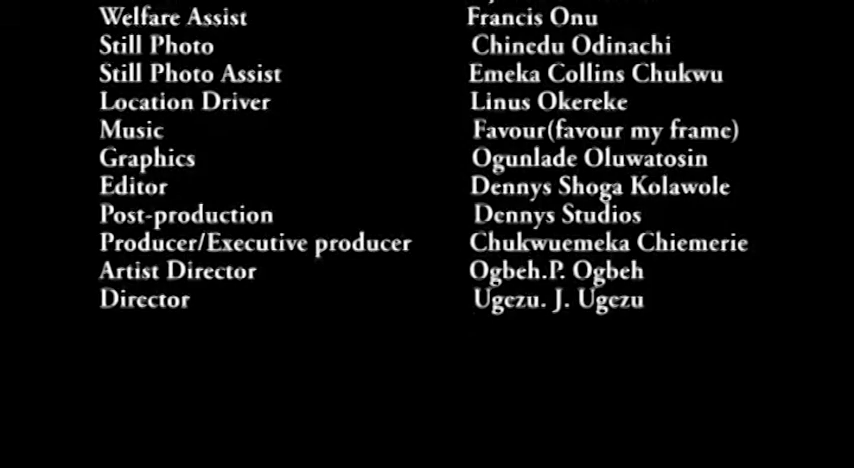 Welfare Assist Francis Onu
Still Photo Chinedu Odinachi
Still Photo Assist Emeka Collins Chukwu
Location Driver Linus Okereke
Music Favour(favour my frame)
Graphics Ogunlade Oluwatosin
Editor Dennys Shoga Kolawole
Post-production Dennys Studios
Producer/Executive producer Chukwuemeka Chiemerie
Artist Director Ogbeh.P. Ogbeh
Director Ugezu. J. Ugezu